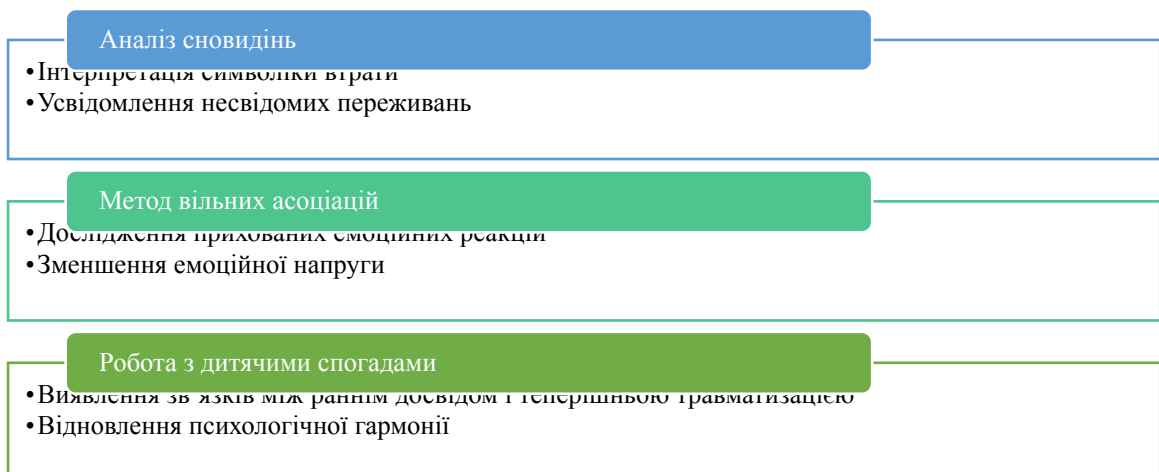 Аналіз сновидінь
•Інтерпретація символіки втрати
•Усвідомлення несвідомих переживань
Метод вільних асоціацій
•Дослідження прихованих емоційних реакцій
•Зменшення емоційної напруги
Робота з дитячими спогадами
•Виявлення зв'язків між раннім досвідом і теперішньою травматизацією
•Відновлення психологічної гармонії